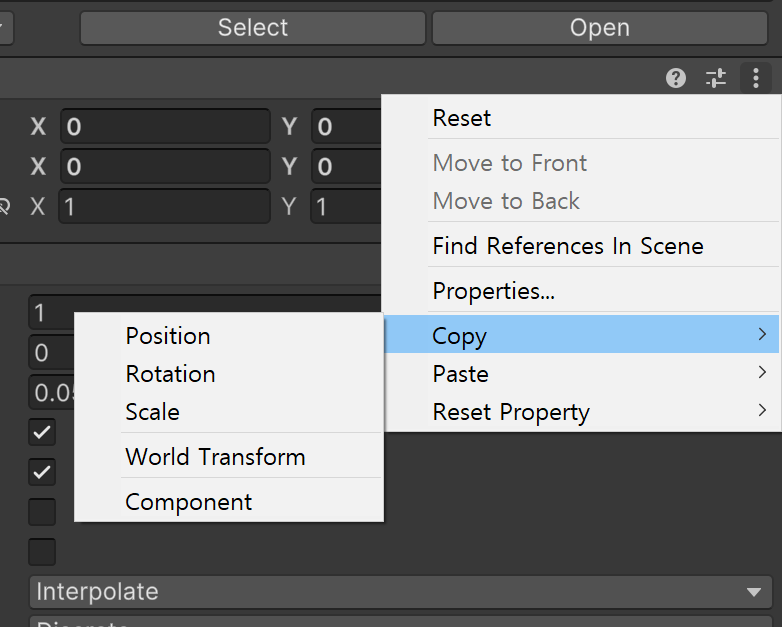 Select
Open
X 0 Y 0
X 0 Y 0
X 1 Y 1
Reset
Move to Front
Move to Back
Find References In Scene
Properties...
Copy
Paste
Reset Property
1
0
0.05
Position
Rotation
Scale
World Transform
Component
Interpolate
Discrete